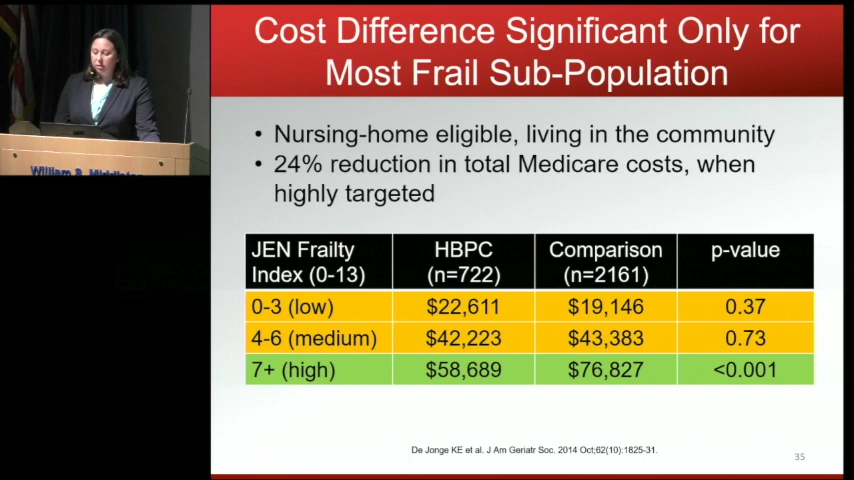 Cost Difference Significant Only for
Most Frail Sub-Population
• Nursing-home eligible, living in the community
• 24% reduction in total Medicare costs, when
highly targeted
JEN Frailty Index (0-13) HBPC (n=722) Comparison (n=2161) p-value
0-3 (low) $22,611 $19,146 0.37
4-6 (medium) $42,223 $43,383 0.73
7+ (high) $58,689 $76,827 <0.001
De Jonge KE et al. J Am Geriatr Soc. 2014 Oct;62(10):1825-31.
35
William S. Middleton